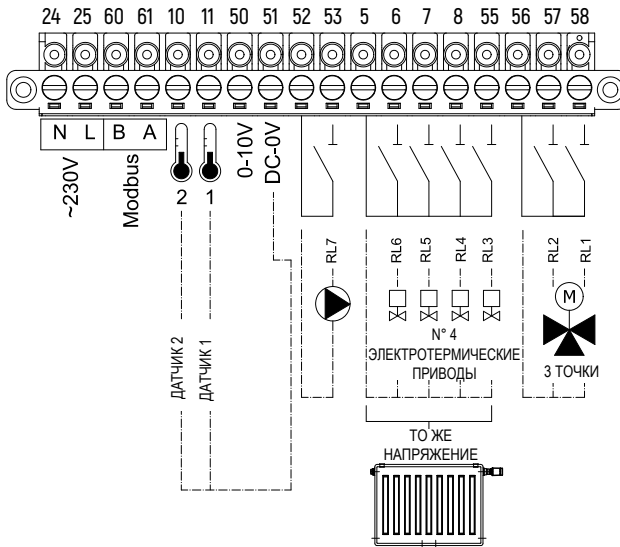 24 25 60 61 10 11 50 51 52 53 5 6 7 8 55 56 57 58
N L B A
~230V
Modbus
2 1
0-10V
DC-0V
RL7
RL6
RL5
RL4
RL3
RL2
RL1
M
ДАТЧИК 2
ДАТЧИК 1
N° 4
ЭЛЕКТРОТЕРМИЧЕСКИЕ
ПРИВОДЫ
3 ТОЧКИ
ТО ЖЕ
НАПРЯЖЕНИЕ